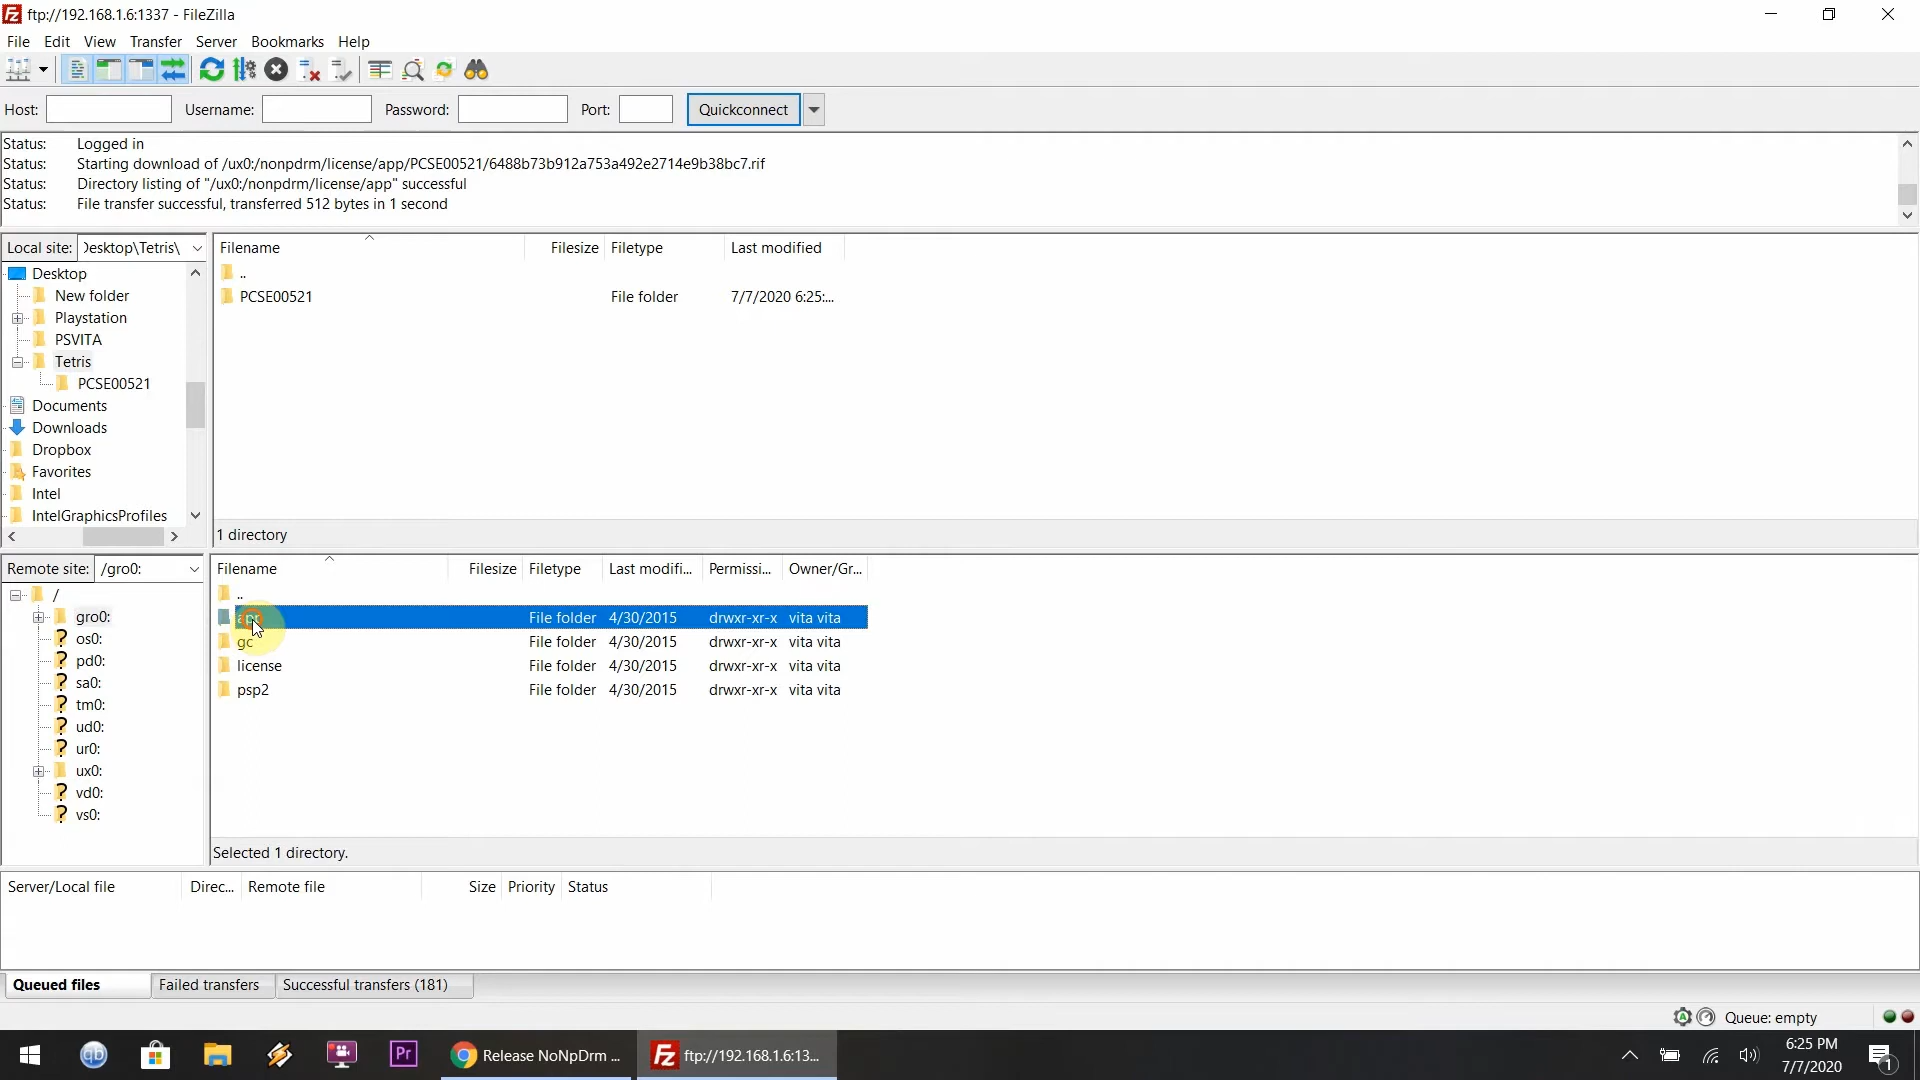 ftp://192.168.1.6:1337 - FileZilla
File Edit View Transfer Server Bookmarks Help
Host: Username: Password: Port: Quickconnect
Status: Logged in
Status: Starting download of /ux0:/nonpdrm/license/app/PCSE00521/6488b73b912a753a492e2714e9b38bc7.rif
Status: Directory listing of "/ux0:/nonpdrm/license/app" successful
Status: File transfer successful, transferred 512 bytes in 1 second
Local site: Desktop\Tetris\
Desktop
New folder
Playstation
PSVITA
Tetris
PCSE00521
Documents
Downloads
Dropbox
Favorites
Intel
IntelGraphicsProfiles
Filename Filesize Filetype Last modified
..
PCSE00521 File folder 7/7/2020 6:25:...
1 directory
Remote site: /gro0:
/
gro0:
os0:
pd0:
sa0:
tm0:
ud0:
ur0:
ux0:
vd0:
vs0:
Filename Filesize Filetype Last modifi... Permissi... Owner/Gr...
..
app File folder 4/30/2015 drwxr-xr-x vita vita
gc File folder 4/30/2015 drwxr-xr-x vita vita
license File folder 4/30/2015 drwxr-xr-x vita vita
psp2 File folder 4/30/2015 drwxr-xr-x vita vita
Selected 1 directory.
Server/Local file Direc... Remote file Size Priority Status
Queued files Failed transfers Successful transfers (181)
Queue: empty
qb Pr Release NoNpDrm ... Fz ftp://192.168.1.6:13...
6:25 PM
7/7/2020
1